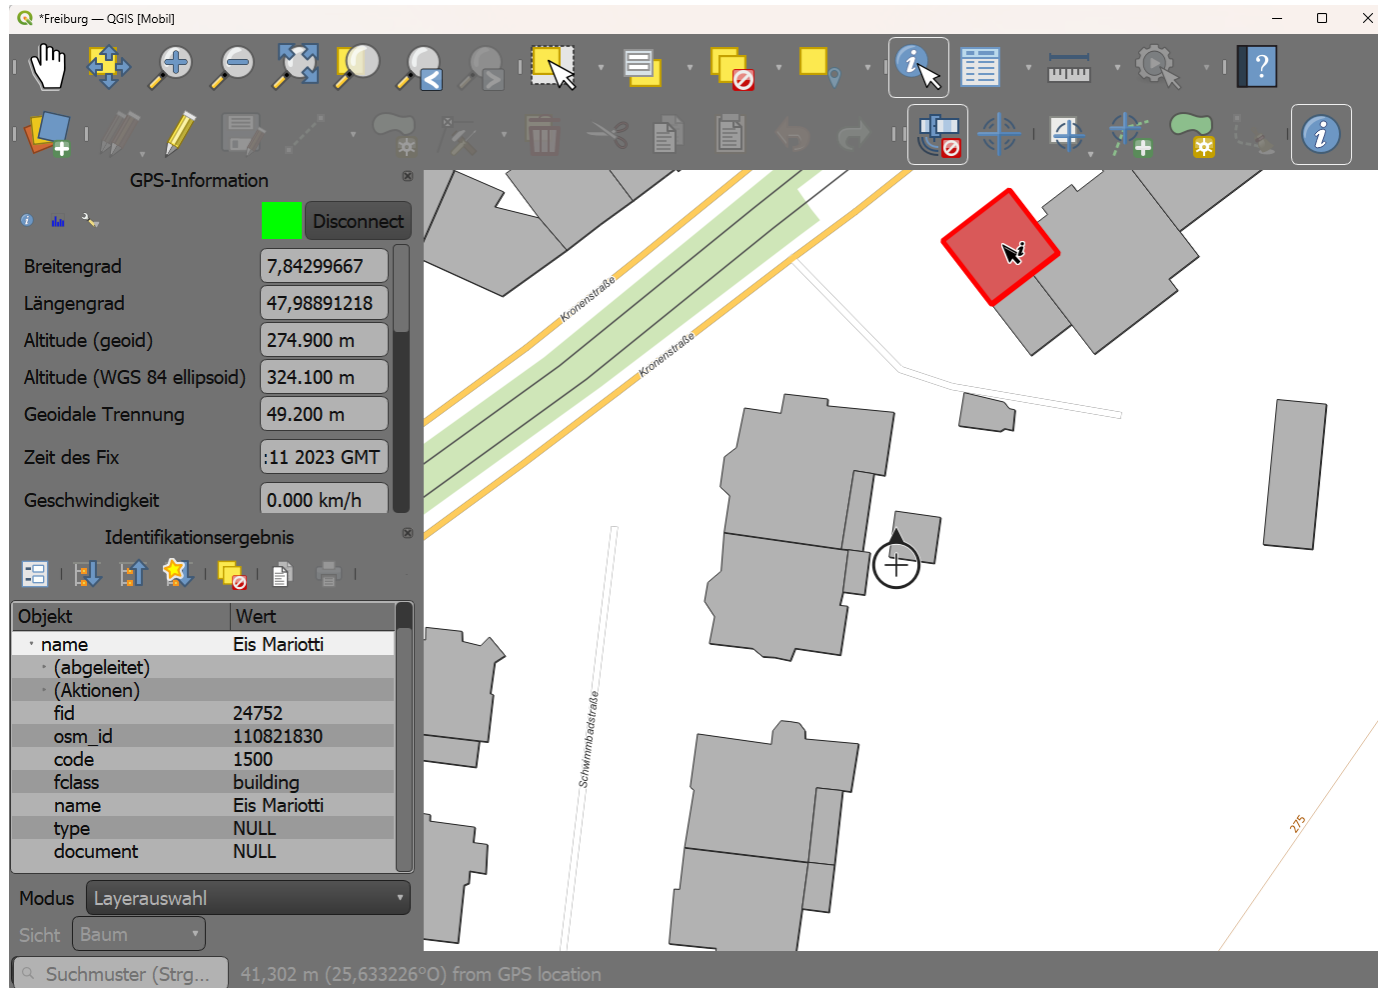 *Freiburg — QGIS [Mobil]
GPS-Information
Disconnect
Breitengrad 7,84299667
Längengrad 47,98891218
Altitude (geoid) 274.900 m
Altitude (WGS 84 ellipsoid) 324.100 m
Geoidale Trennung 49.200 m
Zeit des Fix :11 2023 GMT
Geschwindigkeit 0.000 km/h
Identifikationsergebnis
Objekt Wert
name Eis Mariotti
(abgeleitet)
(Aktionen)
fid 24752
osm_id 110821830
code 1500
fclass building
name Eis Mariotti
type NULL
document NULL
Modus Layerauswahl
Sicht Baum
Suchmuster (Strg... 41,302 m (25,633226°O) from GPS location
Kronenstraße
Kronenstraße
Schwimmbadstraße
275